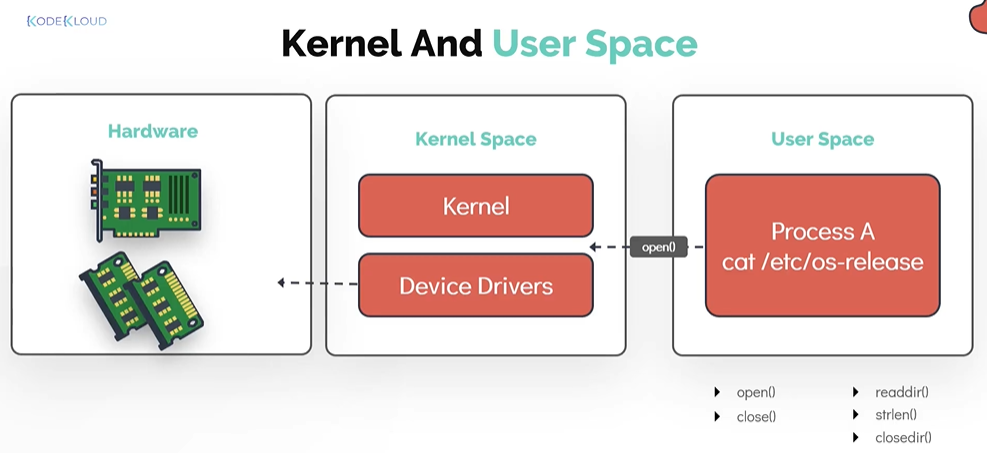 KODEKLOUD
Kernel And User Space
Hardware
Kernel Space
Kernel
Device Drivers
open()
User Space
Process A
cat /etc/os-release
open()
close()
readdir()
strlen()
closedir()